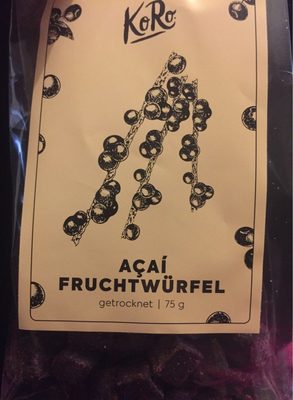 KoRo
AÇAÍ
FRUCHTWÜRFEL
getrocknet | 75 g